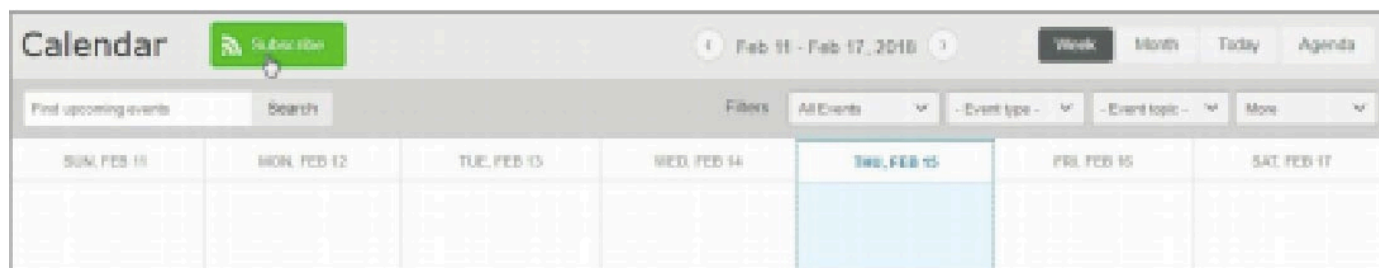 Calendar Subscribe Feb 11 - Feb 17, 2018 Week Month Today Agenda
Find upcoming events Search Filters All Events - Event type - - Event topic - More
SUN, FEB 11 MON, FEB 12 TUE, FEB 13 WED, FEB 14 THU, FEB 15 FRI, FEB 16 SAT, FEB 17